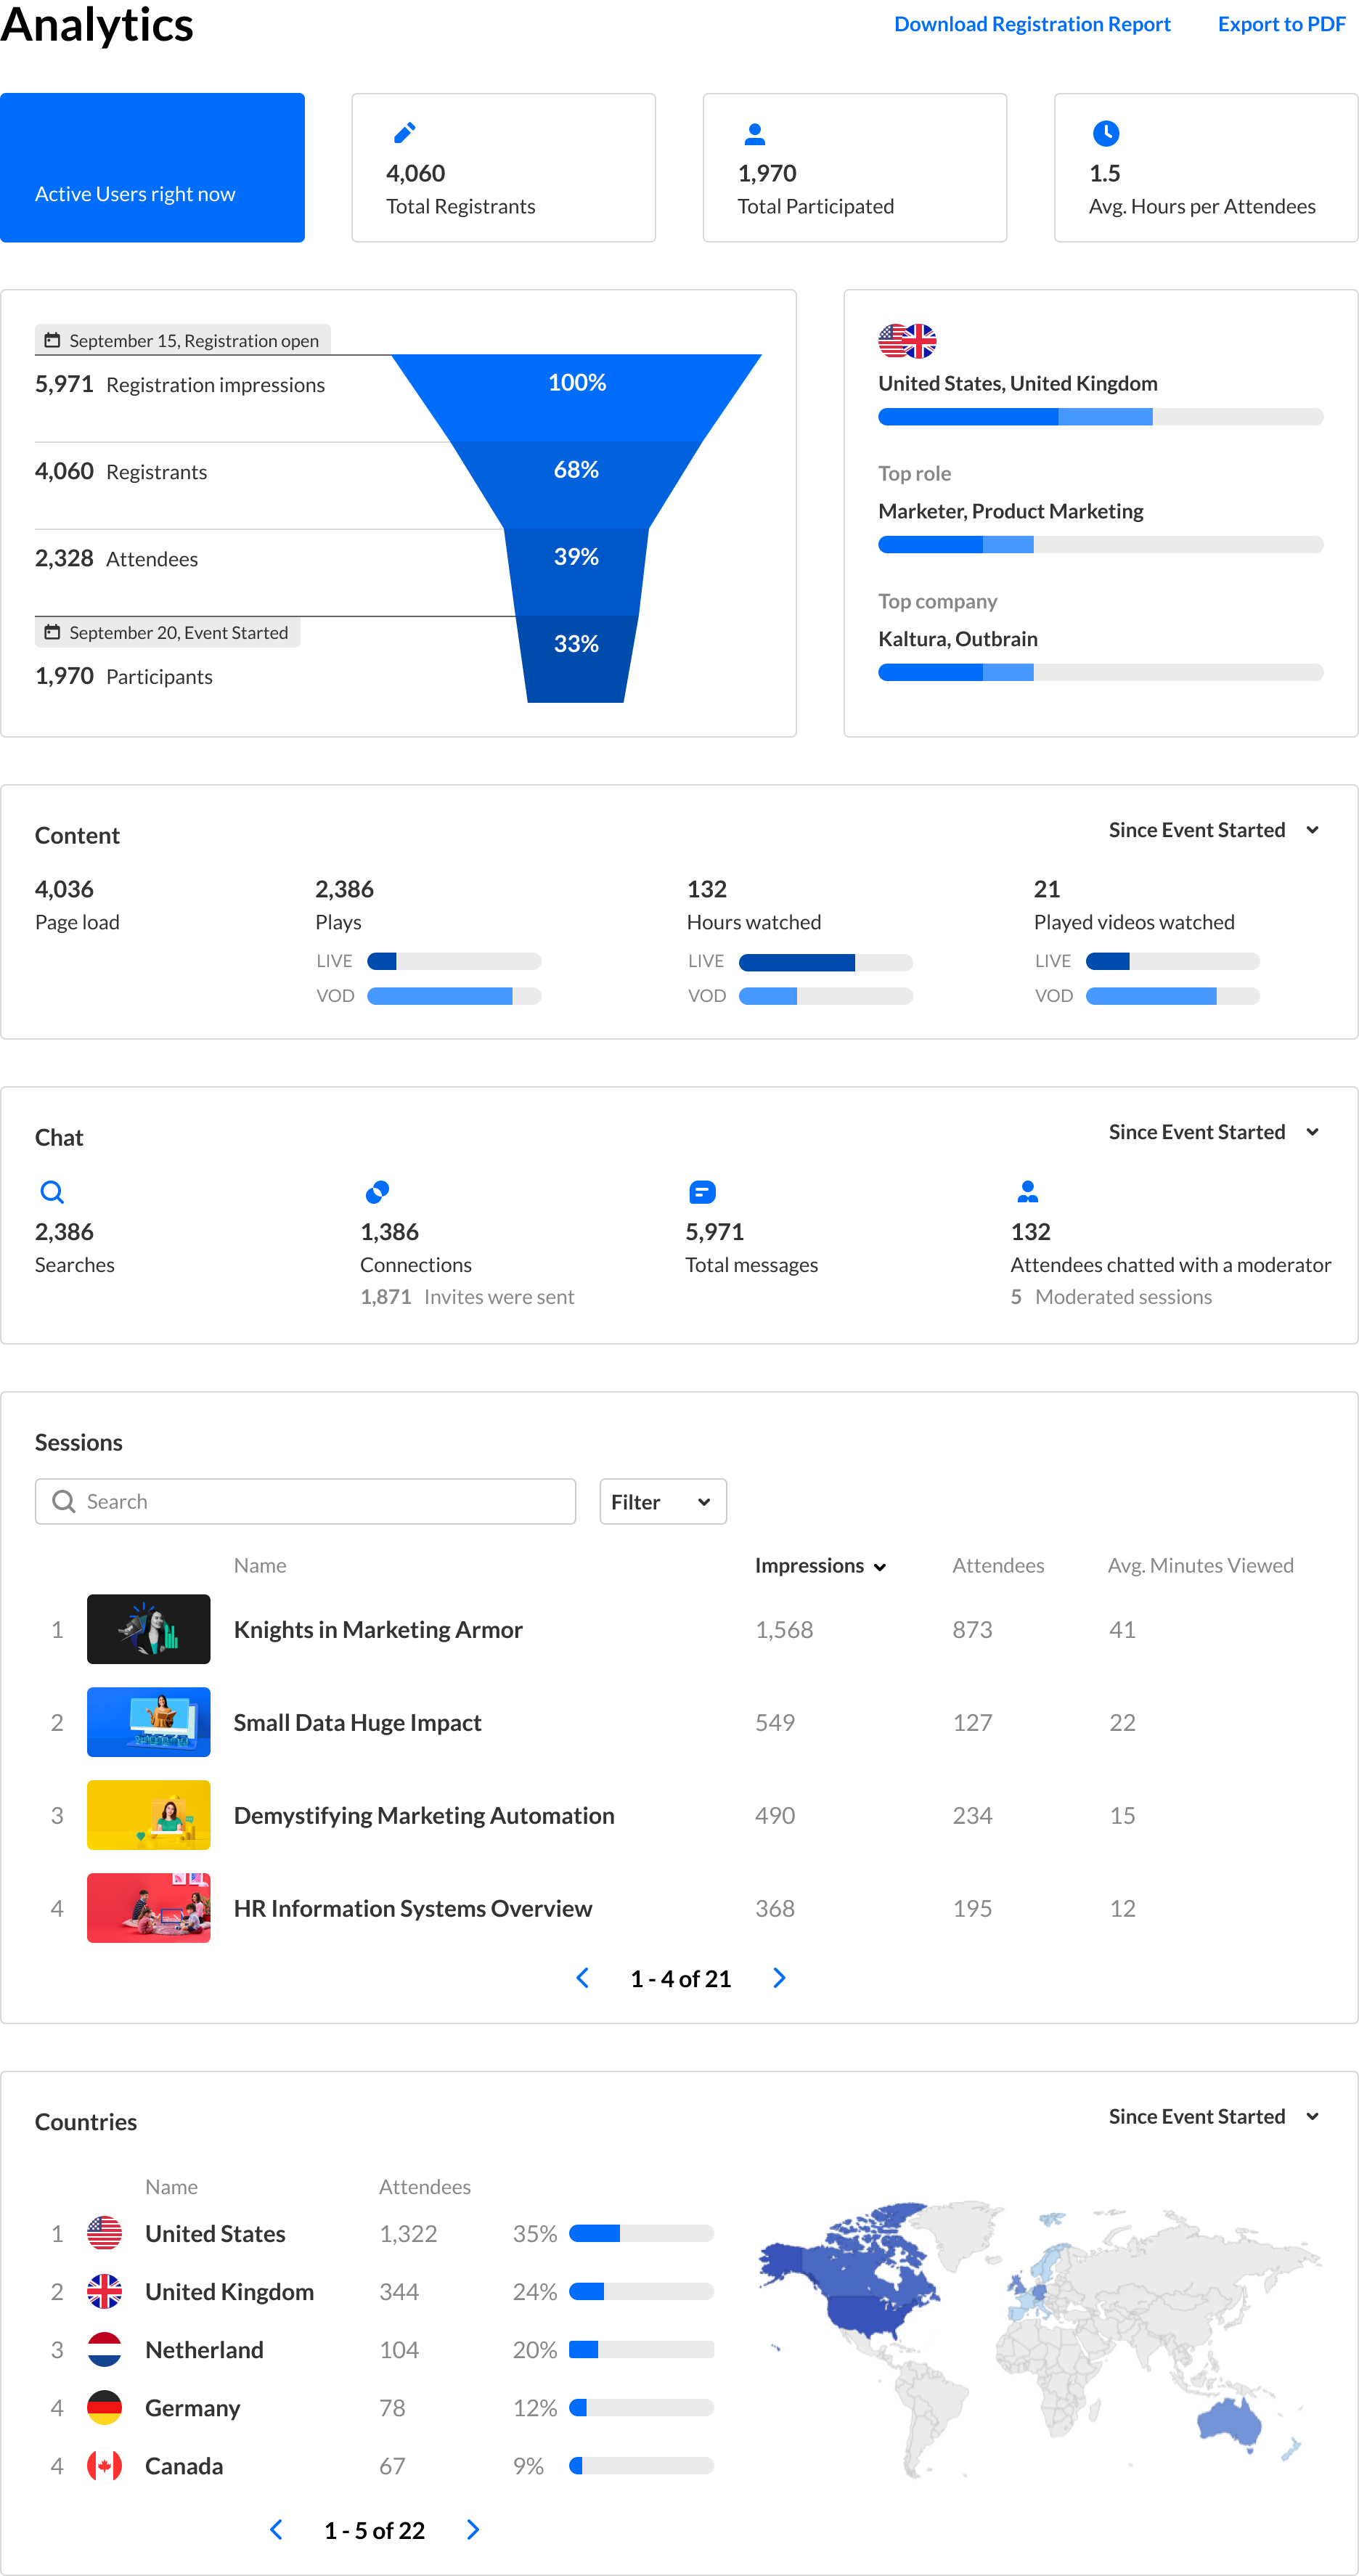 Analytics
Download Registration Report
Export to PDF
Active Users right now
4,060
Total Registrants
1,970
Total Participated
1.5
Avg. Hours per Attendees
September 15, Registration open
5,971 Registration impressions
100%
4,060 Registrants
68%
2,328 Attendees
39%
September 20, Event Started
1,970 Participants
33%
United States, United Kingdom
Top role
Marketer, Product Marketing
Top company
Kaltura, Outbrain
Content
Since Event Started
4,036
Page load
2,386
Plays
LIVE
VOD
132
Hours watched
LIVE
VOD
21
Played videos watched
LIVE
VOD
Chat
Since Event Started
2,386
Searches
1,386
Connections
1,871 Invites were sent
5,971
Total messages
132
Attendees chatted with a moderator
5 Moderated sessions
Sessions
Search
Filter
Name Impressions Attendees Avg. Minutes Viewed
1 Knights in Marketing Armor 1,568 873 41
2 Small Data Huge Impact 549 127 22
3 Demystifying Marketing Automation 490 234 15
4 HR Information Systems Overview 368 195 12
1 - 4 of 21
Countries
Since Event Started
Name Attendees
1 United States 1,322 35%
2 United Kingdom 344 24%
3 Netherland 104 20%
4 Germany 78 12%
4 Canada 67 9%
1 - 5 of 22